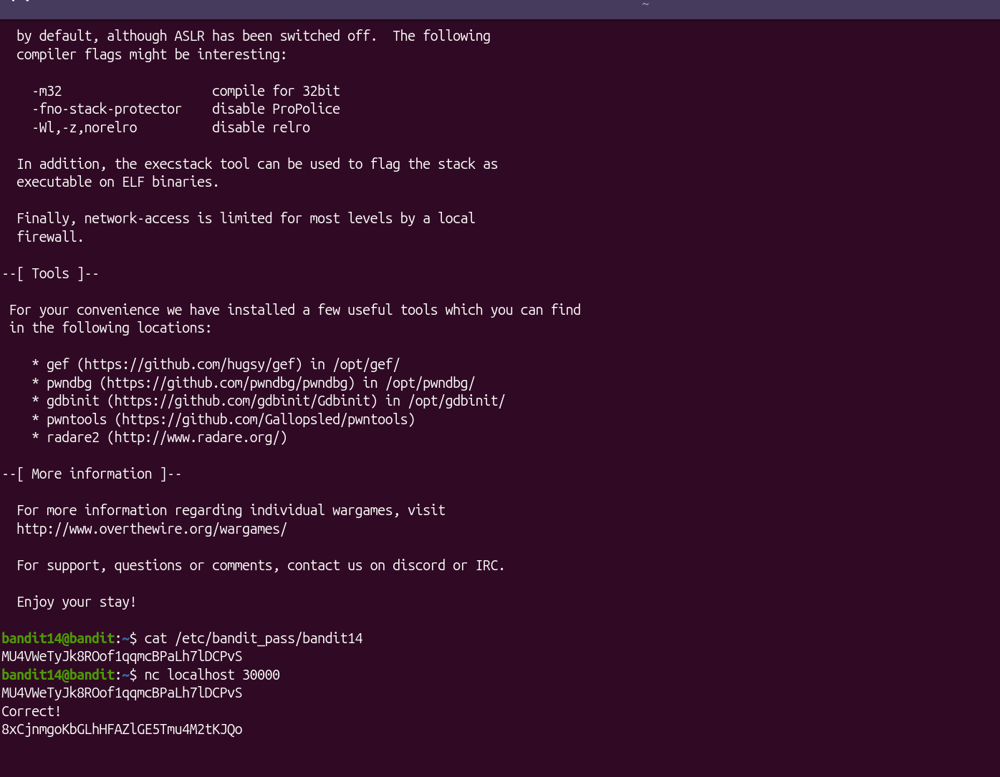 ~
by default, although ASLR has been switched off.  The following
compiler flags might be interesting:
-m32                    compile for 32bit
-fno-stack-protector    disable ProPolice
-Wl,-z,norelro          disable relro
In addition, the execstack tool can be used to flag the stack as
executable on ELF binaries.
Finally, network-access is limited for most levels by a local
firewall.
--[ Tools ]--
For your convenience we have installed a few useful tools which you can find
in the following locations:
* gef (https://github.com/hugsy/gef) in /opt/gef/
* pwndbg (https://github.com/pwndbg/pwndbg) in /opt/pwndbg/
* gdbinit (https://github.com/gdbinit/Gdbinit) in /opt/gdbinit/
* pwntools (https://github.com/Gallopsled/pwntools)
* radare2 (http://www.radare.org/)
--[ More information ]--
For more information regarding individual wargames, visit
http://www.overthewire.org/wargames/
For support, questions or comments, contact us on discord or IRC.
Enjoy your stay!
bandit14@bandit:~$ cat /etc/bandit_pass/bandit14
MU4VWeTyJk8ROof1qqmcBPaLh7lDCPvS
bandit14@bandit:~$ nc localhost 30000
MU4VWeTyJk8ROof1qqmcBPaLh7lDCPvS
Correct!
8xCjnmgoKbGLhHFAZlGE5Tmu4M2tKJQo